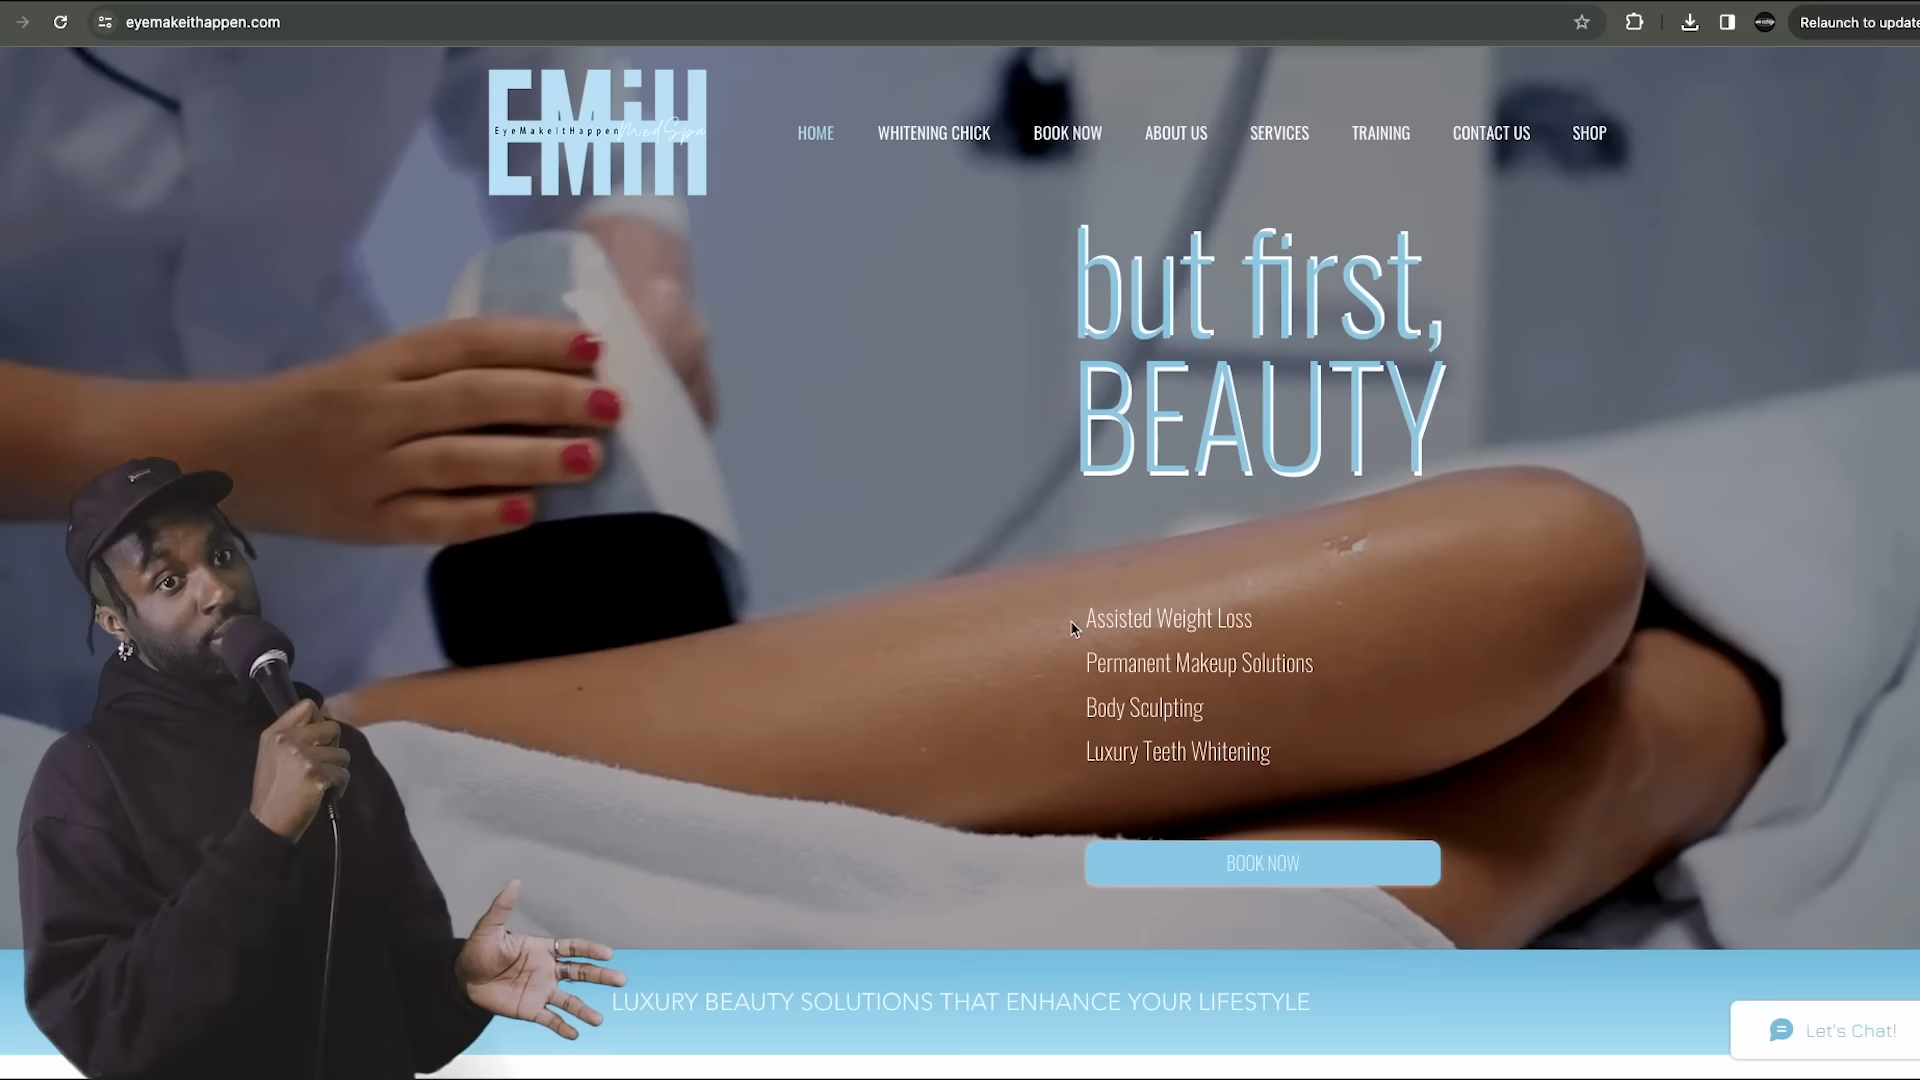 eyemakeithappen.com
Relaunch to update
EMiH
EyeMakeItHappen MedSpa
EMiH
HOME
WHITENING CHICK
BOOK NOW
ABOUT US
SERVICES
TRAINING
CONTACT US
SHOP
but first,
BEAUTY
Assisted Weight Loss
Permanent Makeup Solutions
Body Sculpting
Luxury Teeth Whitening
BOOK NOW
LUXURY BEAUTY SOLUTIONS THAT ENHANCE YOUR LIFESTYLE
Let's Chat!